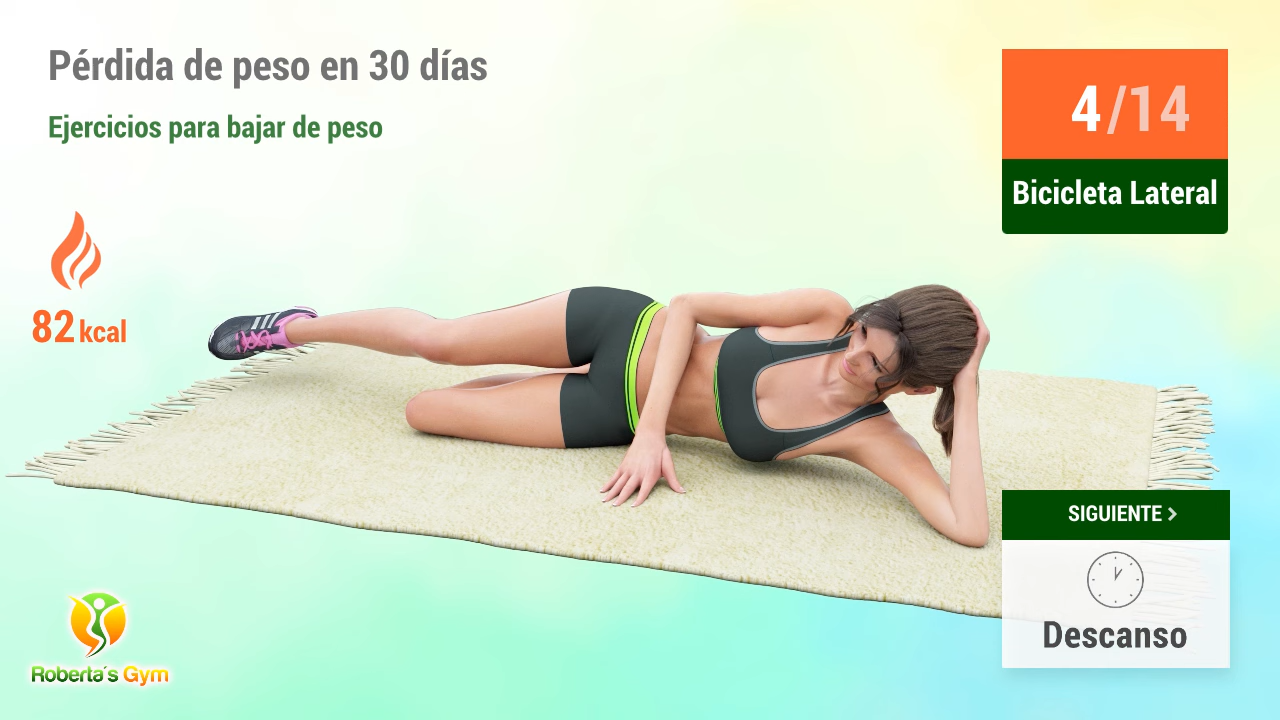 Pérdida de peso en 30 días
Ejercicios para bajar de peso
4/14
Bicicleta Lateral
82 kcal
SIGUIENTE >
Descanso
Roberta´s Gym